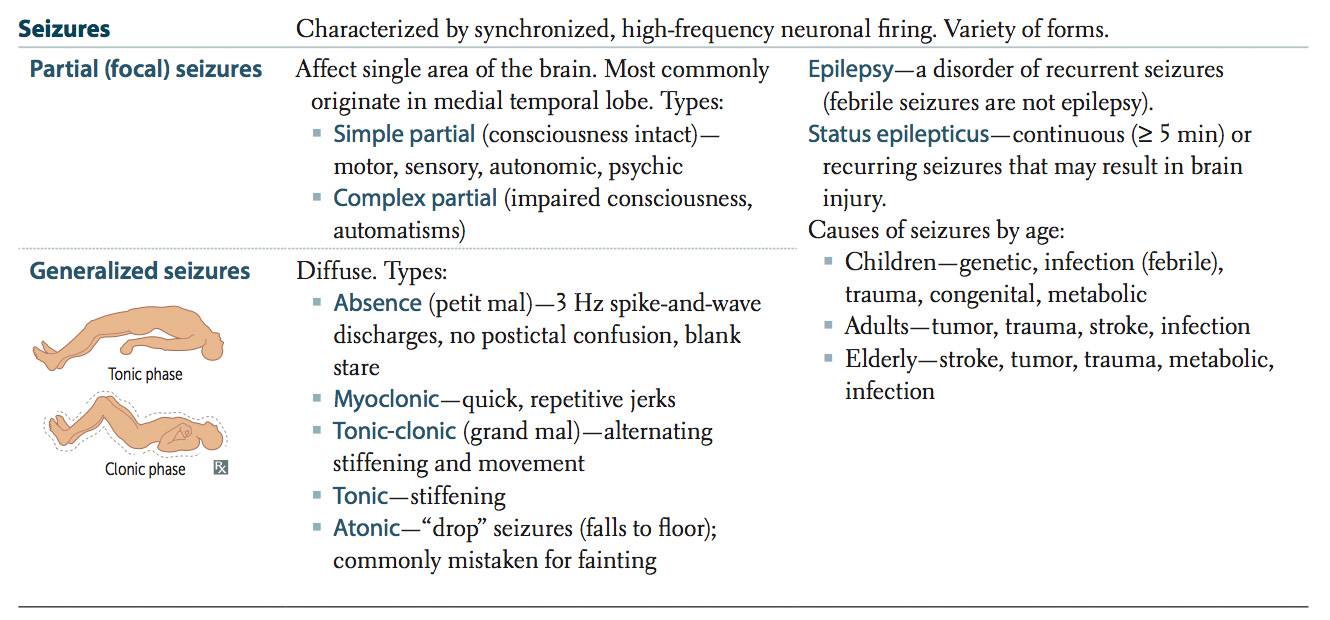 Seizures
Characterized by synchronized, high-frequency neuronal firing. Variety of forms.
Partial (focal) seizures
Affect single area of the brain. Most commonly
originate in medial temporal lobe. Types:
▪ Simple partial (consciousness intact)—
motor, sensory, autonomic, psychic
▪ Complex partial (impaired consciousness,
automatisms)
Epilepsy—a disorder of recurrent seizures
(febrile seizures are not epilepsy).
Status epilepticus—continuous (≥ 5 min) or
recurring seizures that may result in brain
injury.
Causes of seizures by age:
▪ Children—genetic, infection (febrile),
trauma, congenital, metabolic
▪ Adults—tumor, trauma, stroke, infection
▪ Elderly—stroke, tumor, trauma, metabolic,
infection
Generalized seizures
Tonic phase
Clonic phase ℞
Diffuse. Types:
▪ Absence (petit mal)—3 Hz spike-and-wave
discharges, no postictal confusion, blank
stare
▪ Myoclonic—quick, repetitive jerks
▪ Tonic-clonic (grand mal)—alternating
stiffening and movement
▪ Tonic—stiffening
▪ Atonic—“drop” seizures (falls to floor);
commonly mistaken for fainting